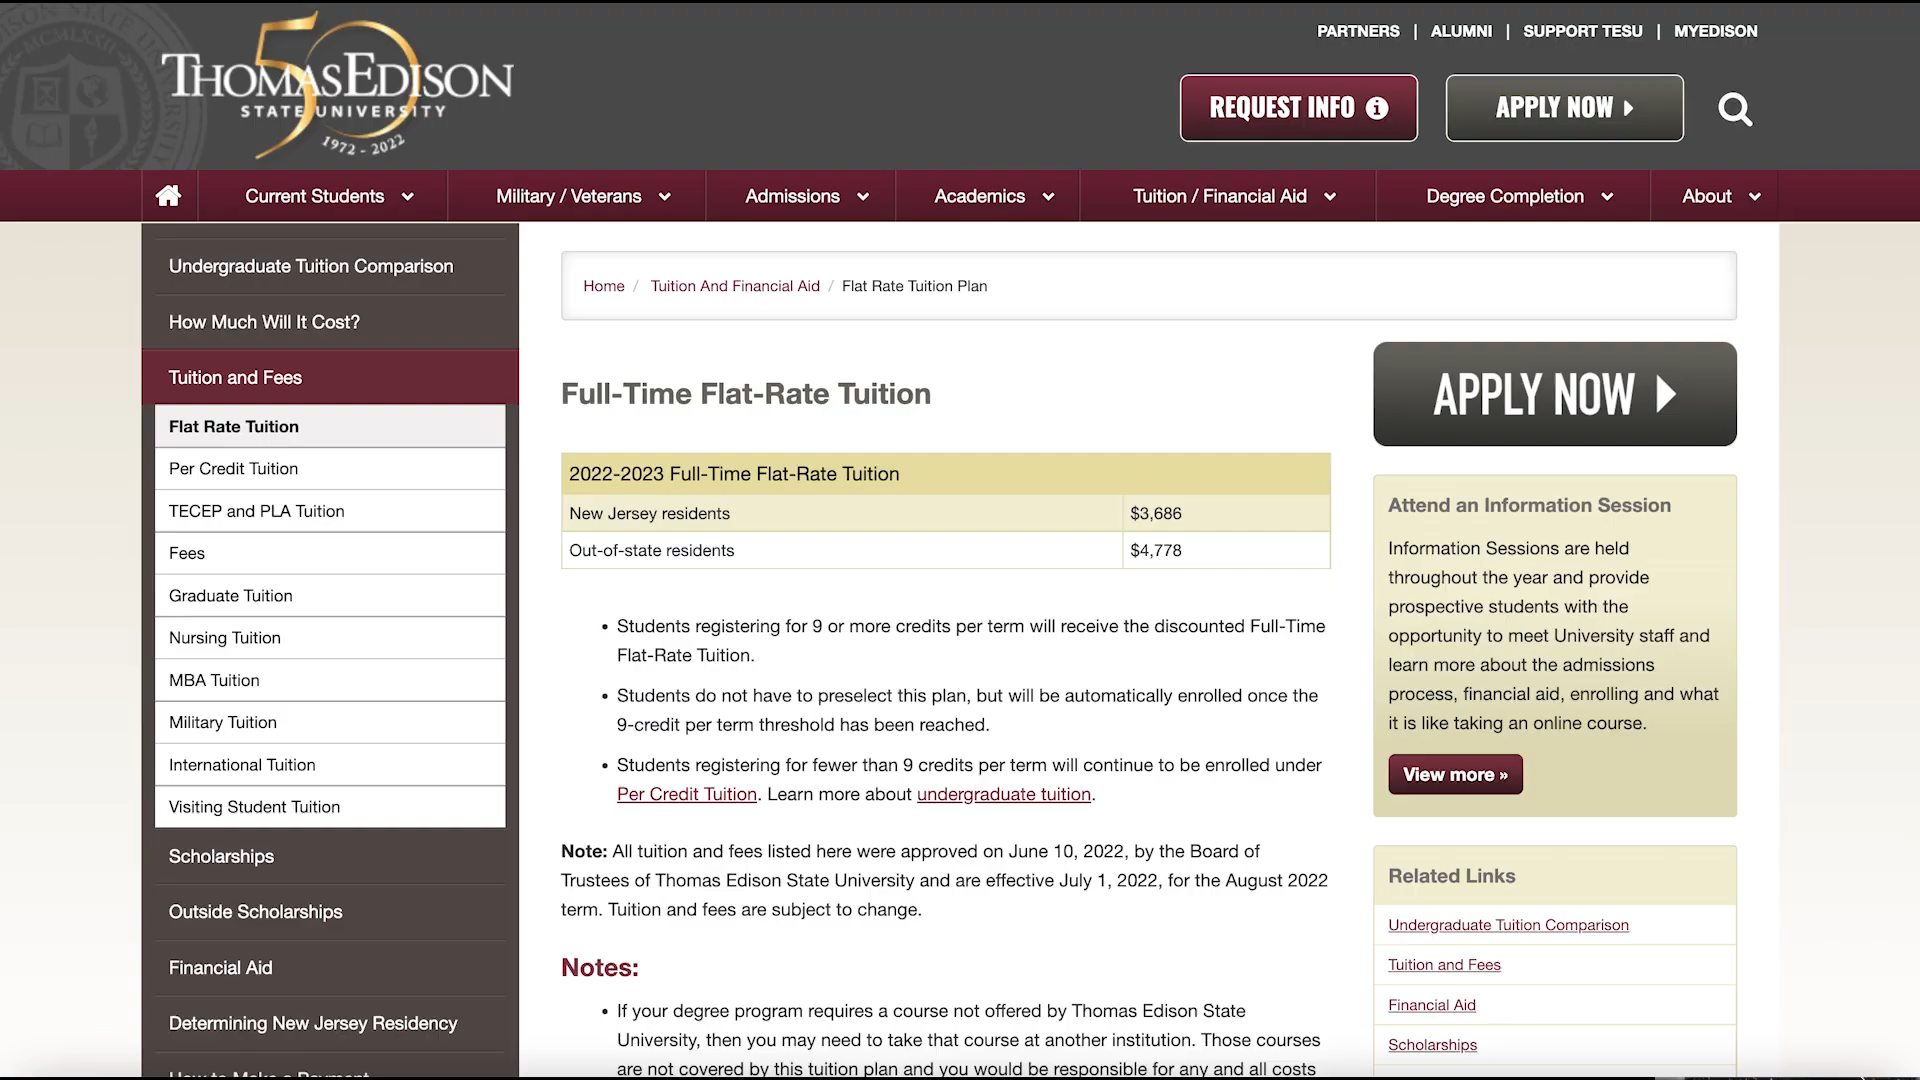 PARTNERS | ALUMNI | SUPPORT TESU | MYEDISON
50
THOMAS EDISON
STATE UNIVERSITY
1972 - 2022
REQUEST INFO
APPLY NOW
Current Students
Military / Veterans
Admissions
Academics
Tuition / Financial Aid
Degree Completion
About
Undergraduate Tuition Comparison
How Much Will It Cost?
Tuition and Fees
Flat Rate Tuition
Per Credit Tuition
TECEP and PLA Tuition
Fees
Graduate Tuition
Nursing Tuition
MBA Tuition
Military Tuition
International Tuition
Visiting Student Tuition
Scholarships
Outside Scholarships
Financial Aid
Determining New Jersey Residency
How to Make a Payment
Home / Tuition And Financial Aid / Flat Rate Tuition Plan
Full-Time Flat-Rate Tuition
2022-2023 Full-Time Flat-Rate Tuition
New Jersey residents $3,686
Out-of-state residents $4,778
• Students registering for 9 or more credits per term will receive the discounted Full-Time
Flat-Rate Tuition.
• Students do not have to preselect this plan, but will be automatically enrolled once the
9-credit per term threshold has been reached.
• Students registering for fewer than 9 credits per term will continue to be enrolled under
Per Credit Tuition. Learn more about undergraduate tuition.
Note: All tuition and fees listed here were approved on June 10, 2022, by the Board of
Trustees of Thomas Edison State University and are effective July 1, 2022, for the August 2022
term. Tuition and fees are subject to change.
Notes:
• If your degree program requires a course not offered by Thomas Edison State
University, then you may need to take that course at another institution. Those courses
are not covered by this tuition plan and you would be responsible for any and all costs
APPLY NOW
Attend an Information Session
Information Sessions are held
throughout the year and provide
prospective students with the
opportunity to meet University staff and
learn more about the admissions
process, financial aid, enrolling and what
it is like taking an online course.
View more »
Related Links
Undergraduate Tuition Comparison
Tuition and Fees
Financial Aid
Scholarships